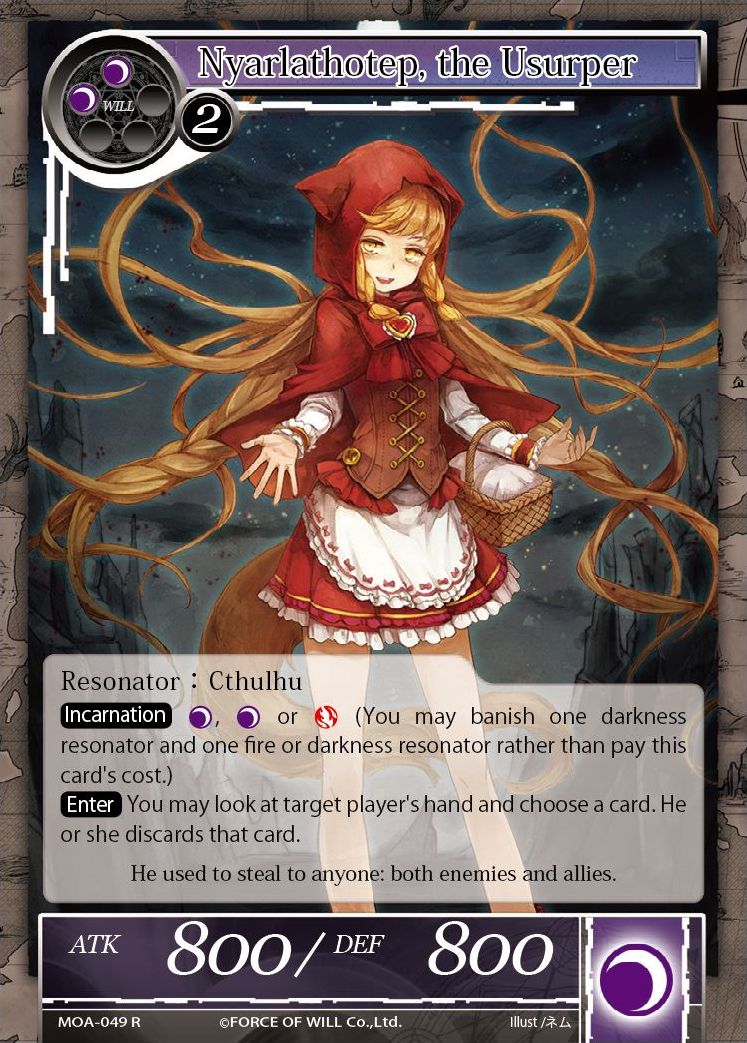 Nyarlathotep, the Usurper
WILL
2
Resonator : Cthulhu
Incarnation , or (You may banish one darkness
resonator and one fire or darkness resonator rather than pay this
card's cost.)
Enter You may look at target player's hand and choose a card. He
or she discards that card.
He used to steal to anyone: both enemies and allies.
ATK 800 / DEF 800
MOA-049 R ©FORCE OF WILL Co.,Ltd. Illust /ネム